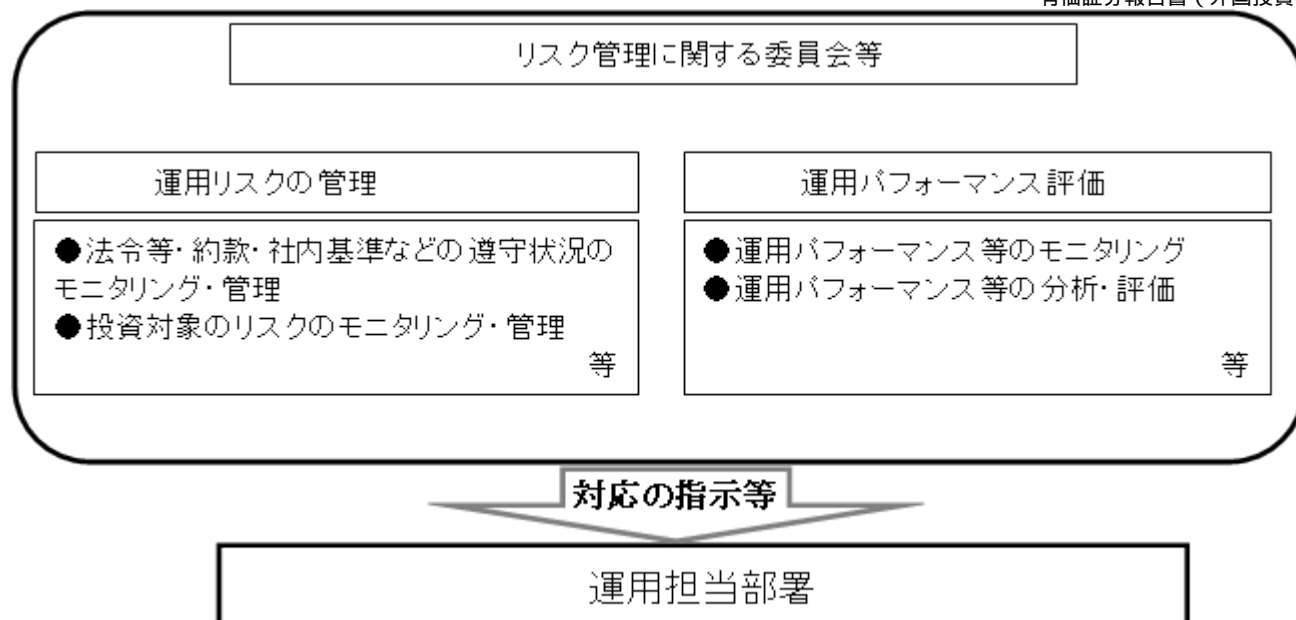 リスク管理に関する委員会等
運用リスクの管理
●法令等・約款・社内基準などの遵守状況の
モニタリング・管理
●投資対象のリスクのモニタリング・管理
等
運用パフォーマンス評価
●運用パフォーマンス等のモニタリング
●運用パフォーマンス等の分析・評価
等
対応の指示等
運用担当部署